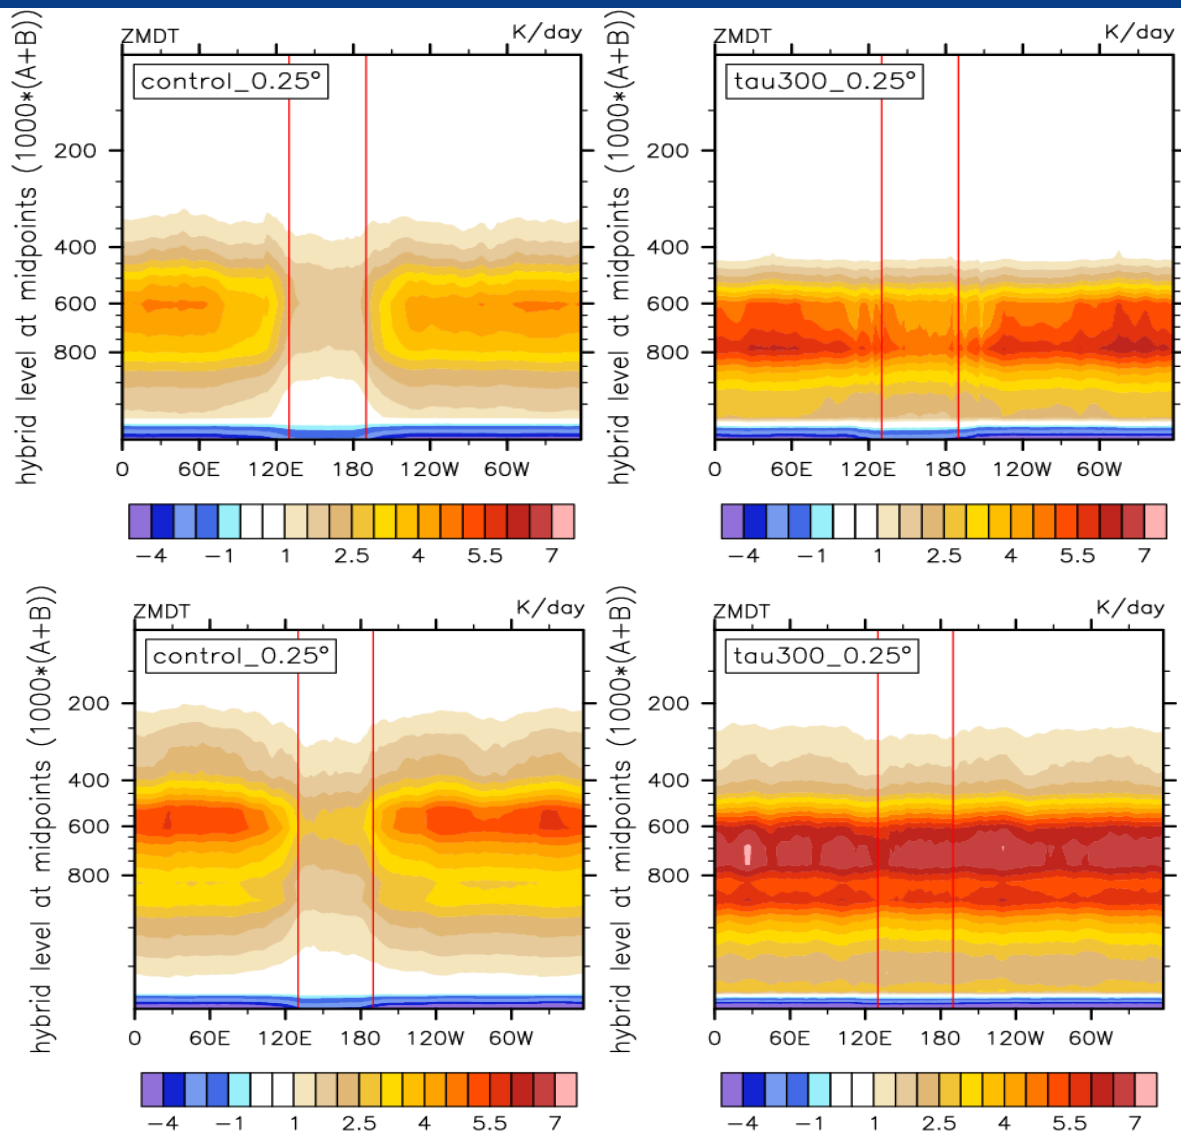 ZMDT K/day
control_0.25°
hybrid level at midpoints (1000*(A+B))
200
400
600
800
0 60E 120E 180 120W 60W
−4 −1 1 2.5 4 5.5 7
ZMDT K/day
tau300_0.25°
hybrid level at midpoints (1000*(A+B))
200
400
600
800
0 60E 120E 180 120W 60W
−4 −1 1 2.5 4 5.5 7
ZMDT K/day
control_0.25°
hybrid level at midpoints (1000*(A+B))
200
400
600
800
0 60E 120E 180 120W 60W
−4 −1 1 2.5 4 5.5 7
ZMDT K/day
tau300_0.25°
hybrid level at midpoints (1000*(A+B))
200
400
600
800
0 60E 120E 180 120W 60W
−4 −1 1 2.5 4 5.5 7